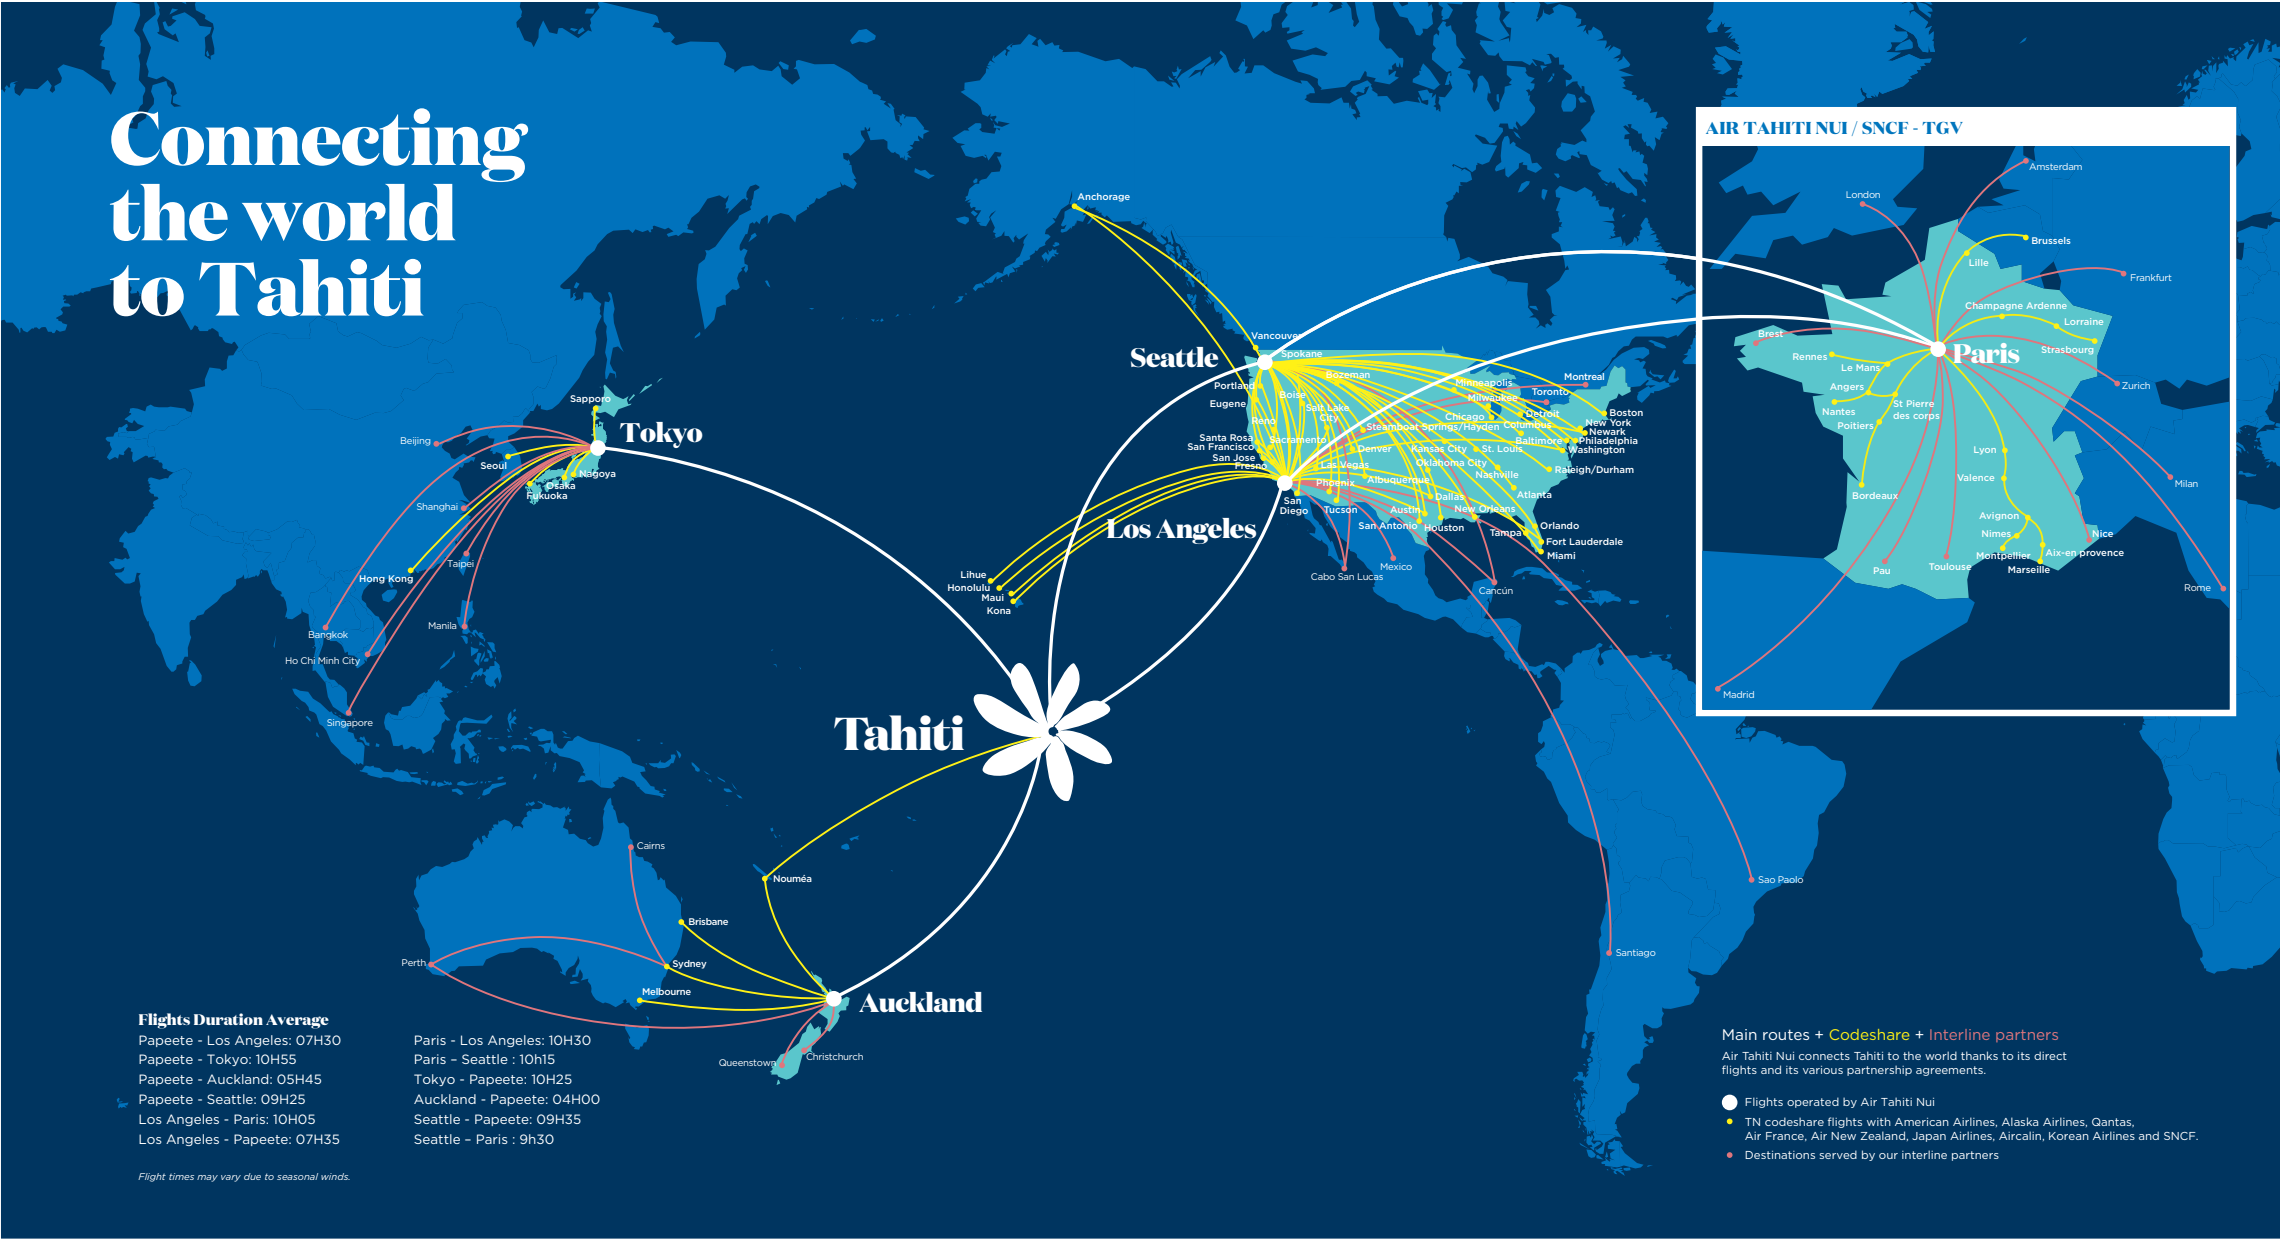 Connecting
the world
to Tahiti
AIR TAHITI NUI / SNCF - TGV
Amsterdam
London
Brussels
Lille
Frankfurt
Champagne Ardenne
Lorraine
Brest
Paris
Strasbourg
Rennes
Le Mans
Zurich
Angers
St Pierre
des corps
Nantes
Poitiers
Lyon
Valence
Milan
Bordeaux
Avignon
Nimes
Nice
Montpellier
Aix-en provence
Pau
Toulouse
Marseille
Rome
Madrid
Anchorage
Vancouver
Seattle
Spokane
Bozeman
Portland
Boise
Eugene
Salt Lake
City
Reno
Minneapolis
Montreal
Milwaukee
Toronto
Chicago
Detroit
Boston
Steamboat Springs/Hayden
Columbus
New York
Newark
Santa Rosa
Sacramento
Baltimore
Philadelphia
San Francisco
Denver
Kansas City
St. Louis
Washington
San Jose
Fresno
Las Vegas
Oklahoma City
Nashville
Raleigh/Durham
Phoenix
Albuquerque
Dallas
Atlanta
San
Diego
Tucson
Austin
New Orleans
Los Angeles
San Antonio
Houston
Tampa
Orlando
Fort Lauderdale
Miami
Mexico
Cabo San Lucas
Cancún
Lihue
Honolulu
Maui
Kona
Sapporo
Tokyo
Beijing
Seoul
Nagoya
Osaka
Fukuoka
Shanghai
Taipei
Hong Kong
Manila
Bangkok
Ho Chi Minh City
Singapore
Tahiti
Cairns
Nouméa
Brisbane
Perth
Sydney
Melbourne
Auckland
Queenstown
Christchurch
Sao Paolo
Santiago
Flights Duration Average
Papeete - Los Angeles: 07H30
Papeete - Tokyo: 10H55
Papeete - Auckland: 05H45
Papeete - Seattle: 09H25
Los Angeles - Paris: 10H05
Los Angeles - Papeete: 07H35
Paris - Los Angeles: 10H30
Paris – Seattle : 10h15
Tokyo - Papeete: 10H25
Auckland - Papeete: 04H00
Seattle - Papeete: 09H35
Seattle – Paris : 9h30
Flight times may vary due to seasonal winds.
Main routes + Codeshare + Interline partners
Air Tahiti Nui connects Tahiti to the world thanks to its direct
flights and its various partnership agreements.
Flights operated by Air Tahiti Nui
TN codeshare flights with American Airlines, Alaska Airlines, Qantas,
Air France, Air New Zealand, Japan Airlines, Aircalin, Korean Airlines and SNCF.
Destinations served by our interline partners